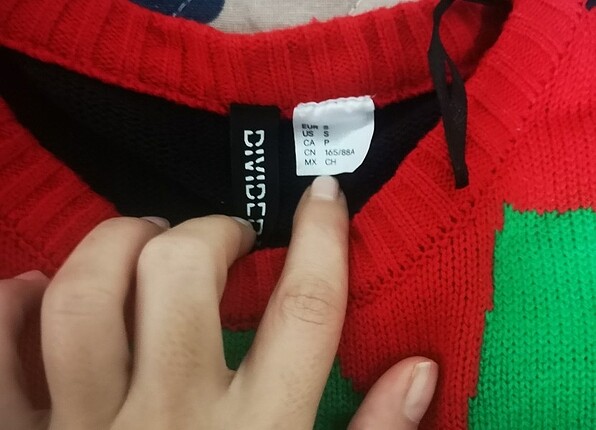 DIVIDED
EUR S
US S
CA P
CN 165/88A
MX CH